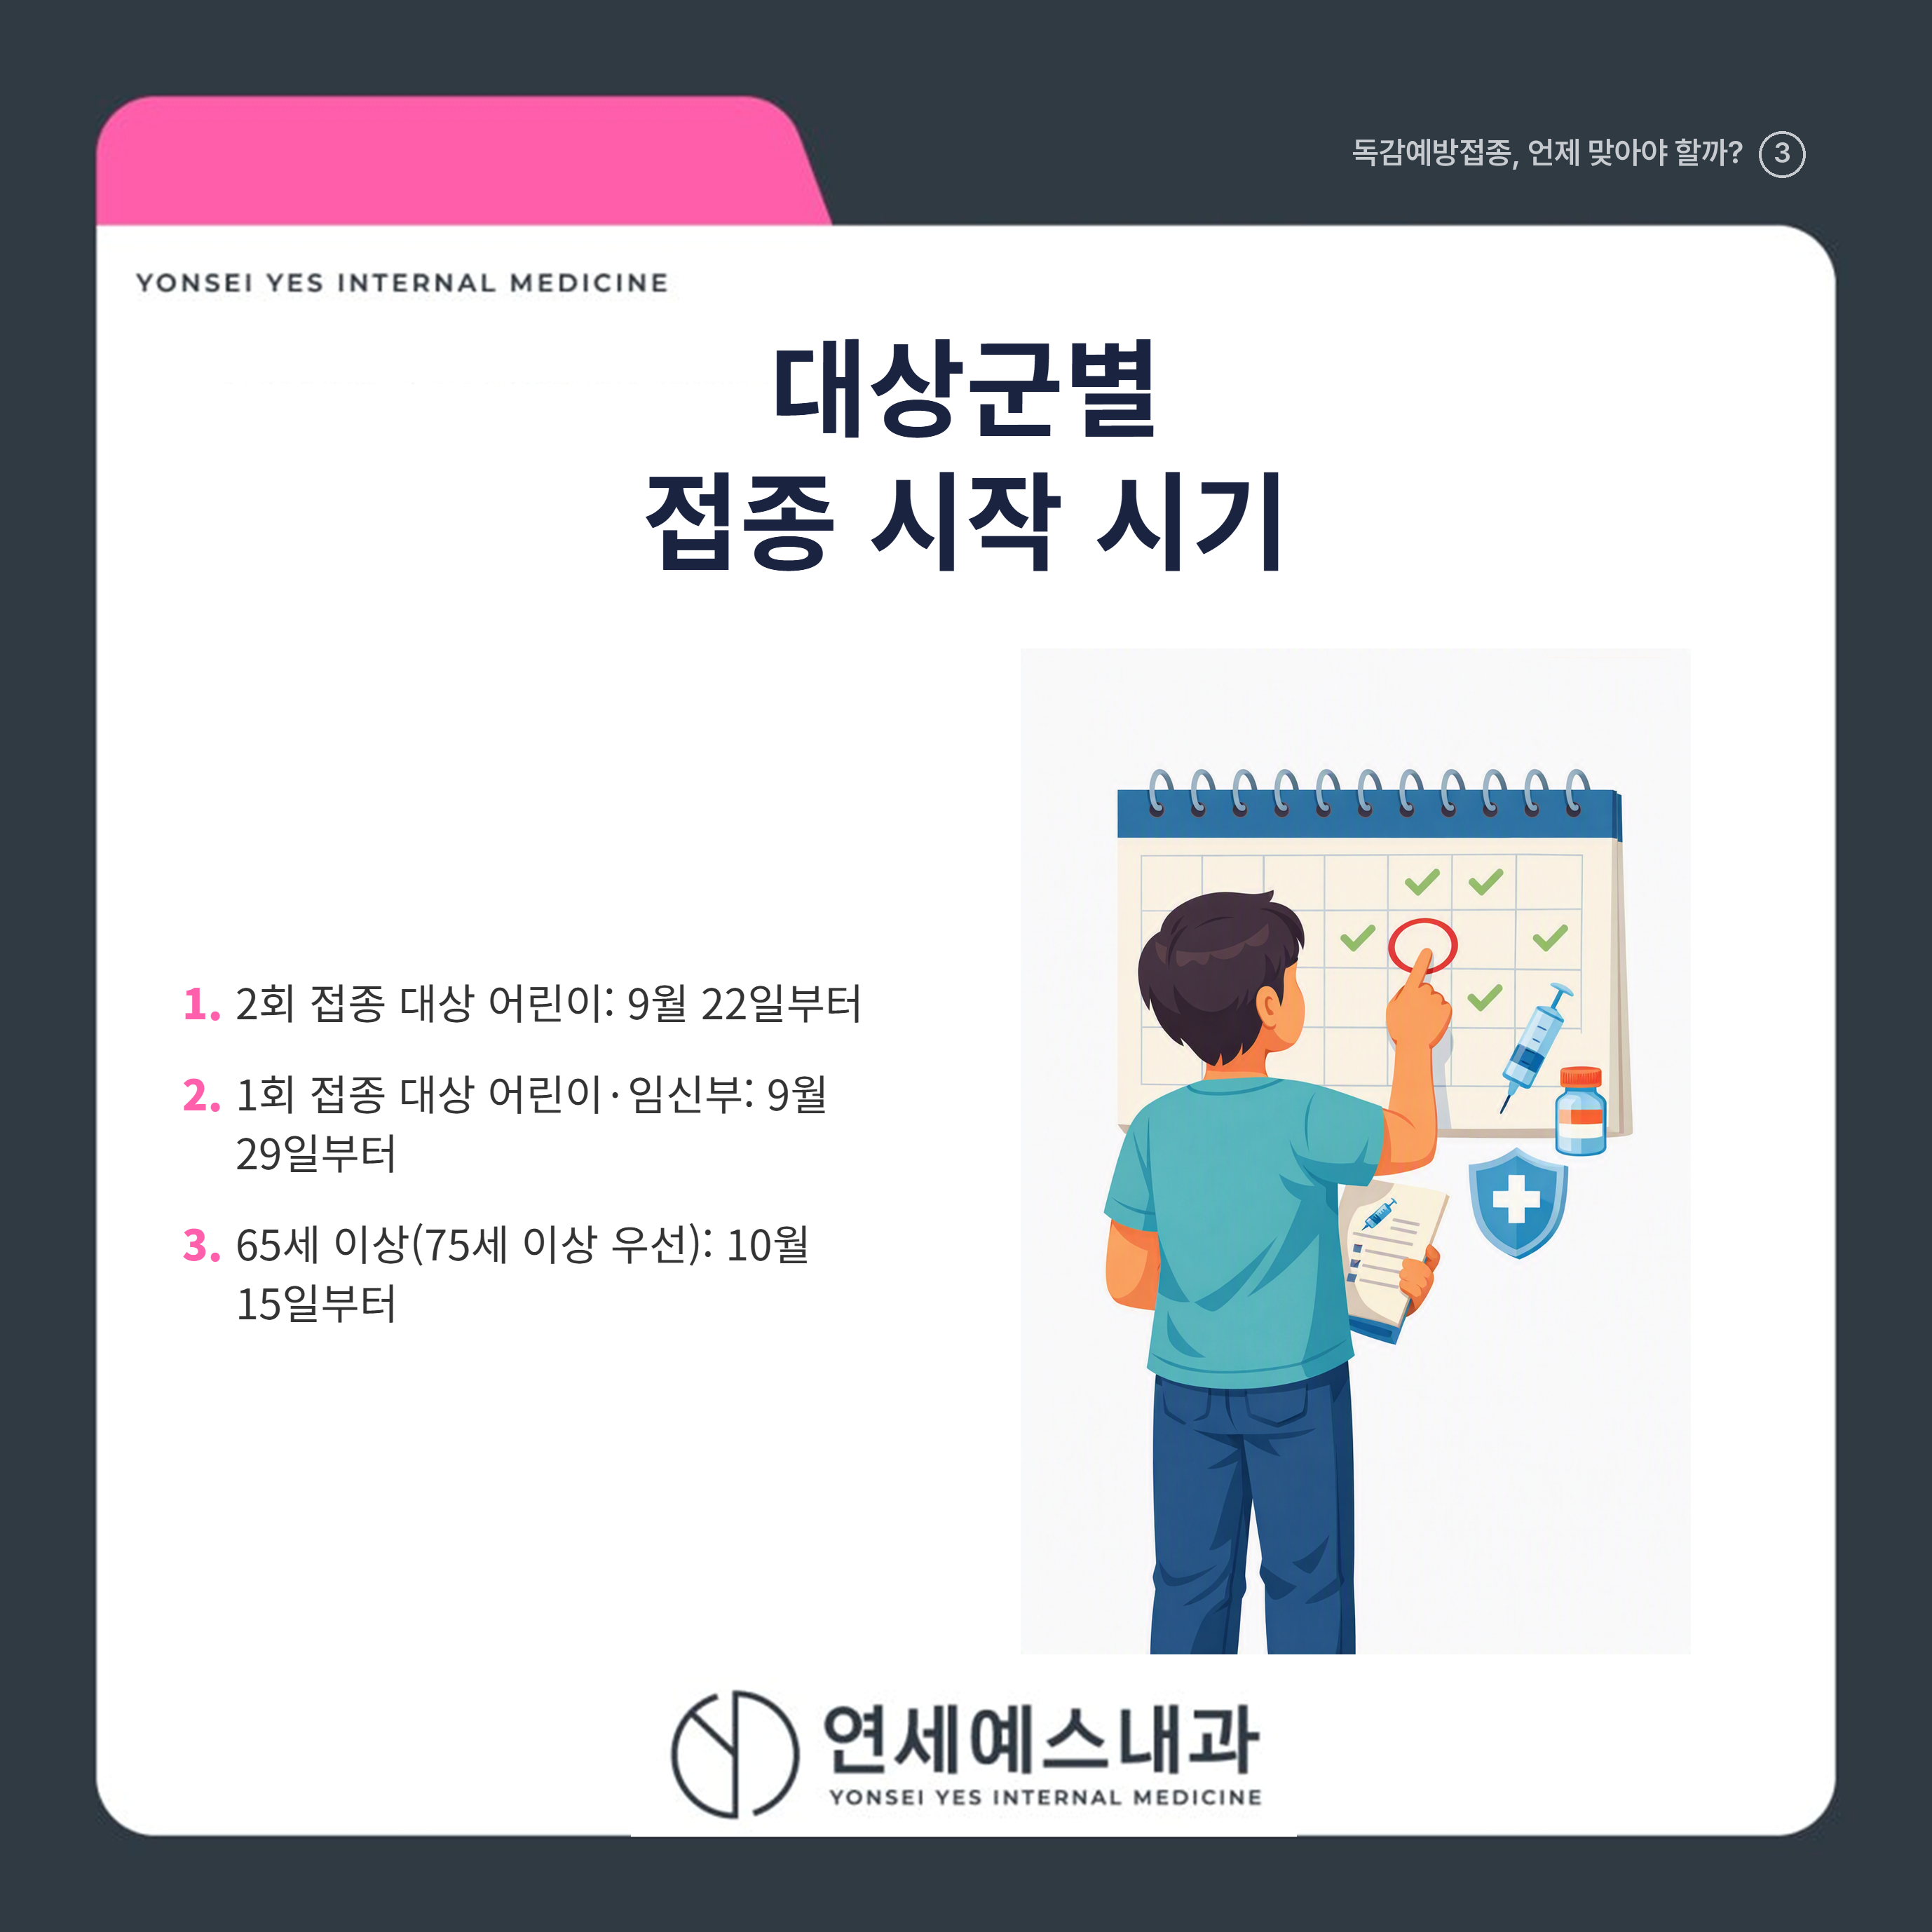 독감예방접종, 언제 맞아야 할까? 3
YONSEI YES INTERNAL MEDICINE
대상군별
접종 시작 시기
1. 2회 접종 대상 어린이: 9월 22일부터
2. 1회 접종 대상 어린이·임신부: 9월
29일부터
3. 65세 이상(75세 이상 우선): 10월
15일부터
연세예스내과
YONSEI YES INTERNAL MEDICINE